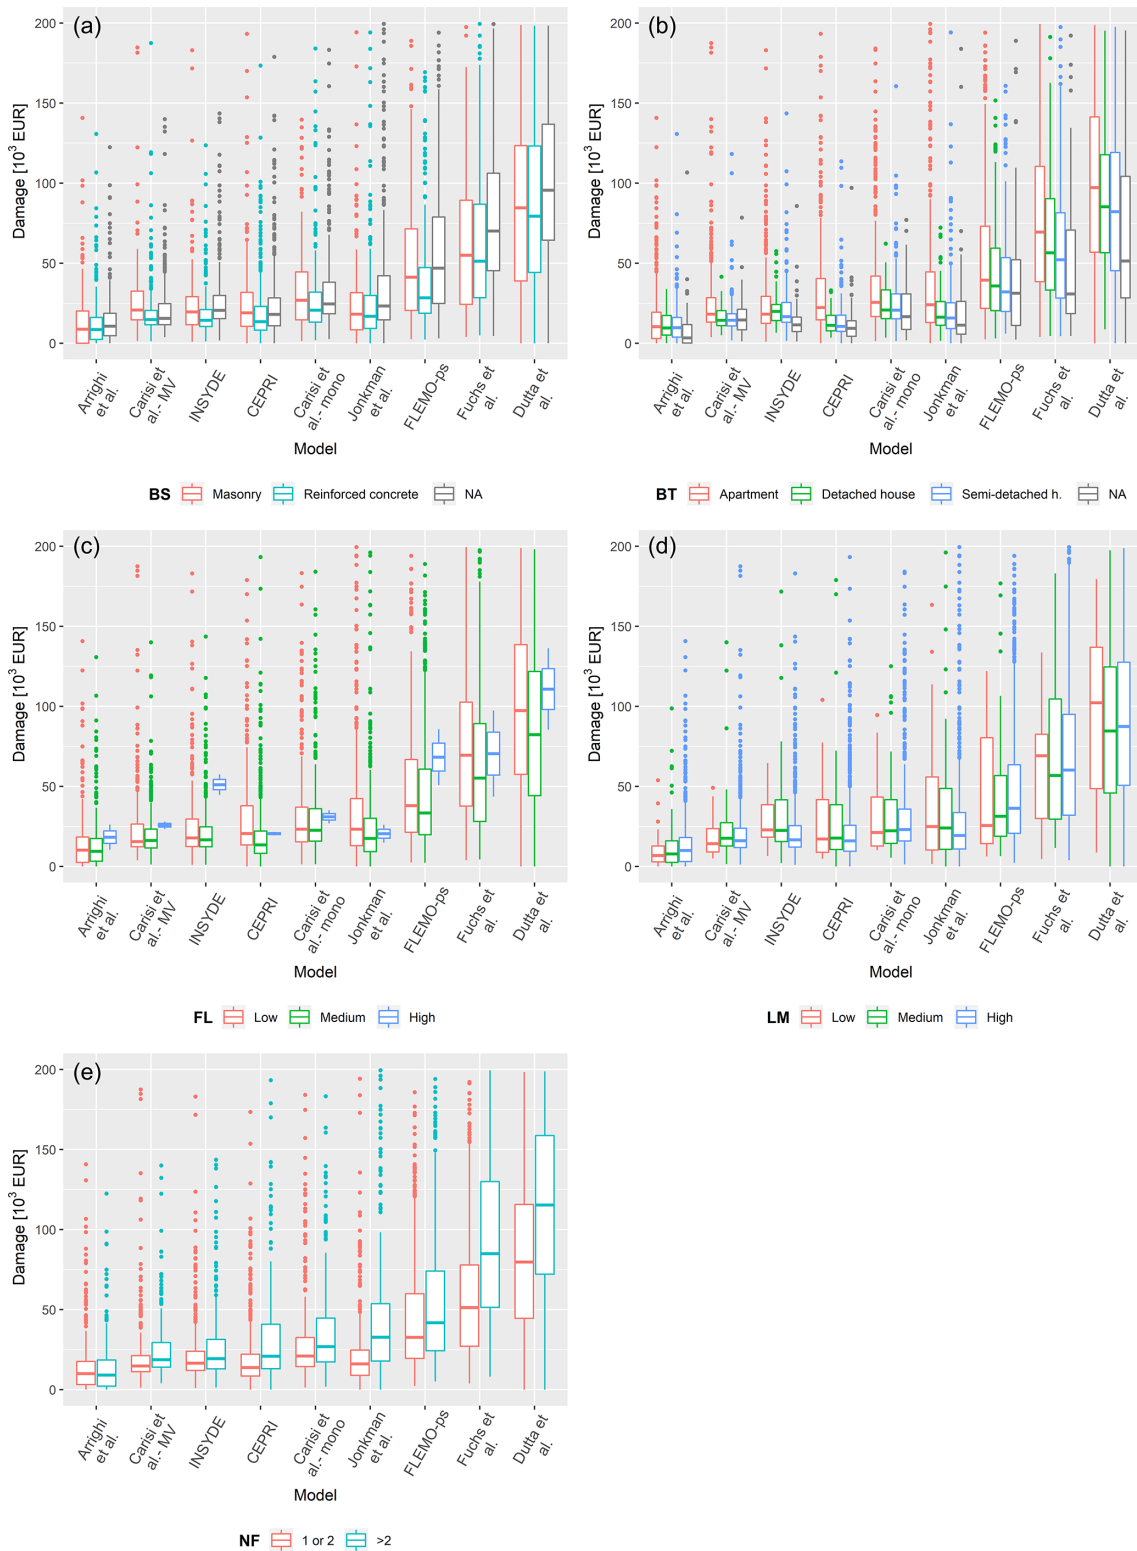 (a)
Damage [10³ EUR]
200
150
100
50
0
Arrighi et al.
Carisi et al.- MV
INSYDE
CEPRI
Carisi et al.- mono
Jonkman et al.
FLEMO-ps
Fuchs et al.
Dutta et al.
Model
BS Masonry Reinforced concrete NA
(b)
Damage [10³ EUR]
200
150
100
50
0
Arrighi et al.
Carisi et al.- MV
INSYDE
CEPRI
Carisi et al.- mono
Jonkman et al.
FLEMO-ps
Fuchs et al.
Dutta et al.
Model
BT Apartment Detached house Semi-detached h. NA
(c)
Damage [10³ EUR]
200
150
100
50
0
Arrighi et al.
Carisi et al.- MV
INSYDE
CEPRI
Carisi et al.- mono
Jonkman et al.
FLEMO-ps
Fuchs et al.
Dutta et al.
Model
FL Low Medium High
(d)
Damage [10³ EUR]
200
150
100
50
0
Arrighi et al.
Carisi et al.- MV
INSYDE
CEPRI
Carisi et al.- mono
Jonkman et al.
FLEMO-ps
Fuchs et al.
Dutta et al.
Model
LM Low Medium High
(e)
Damage [10³ EUR]
200
150
100
50
0
Arrighi et al.
Carisi et al.- MV
INSYDE
CEPRI
Carisi et al.- mono
Jonkman et al.
FLEMO-ps
Fuchs et al.
Dutta et al.
Model
NF 1 or 2 >2